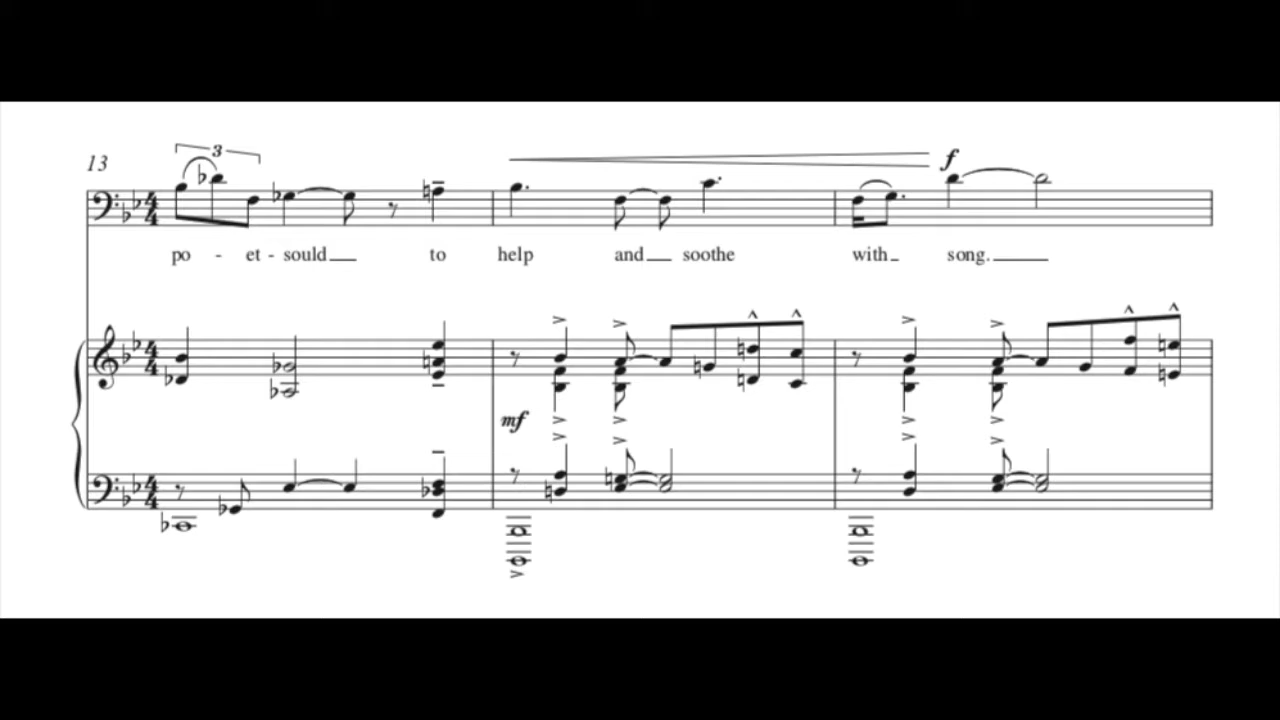 13
3
f
po - et - sould to help and soothe with song.
mf